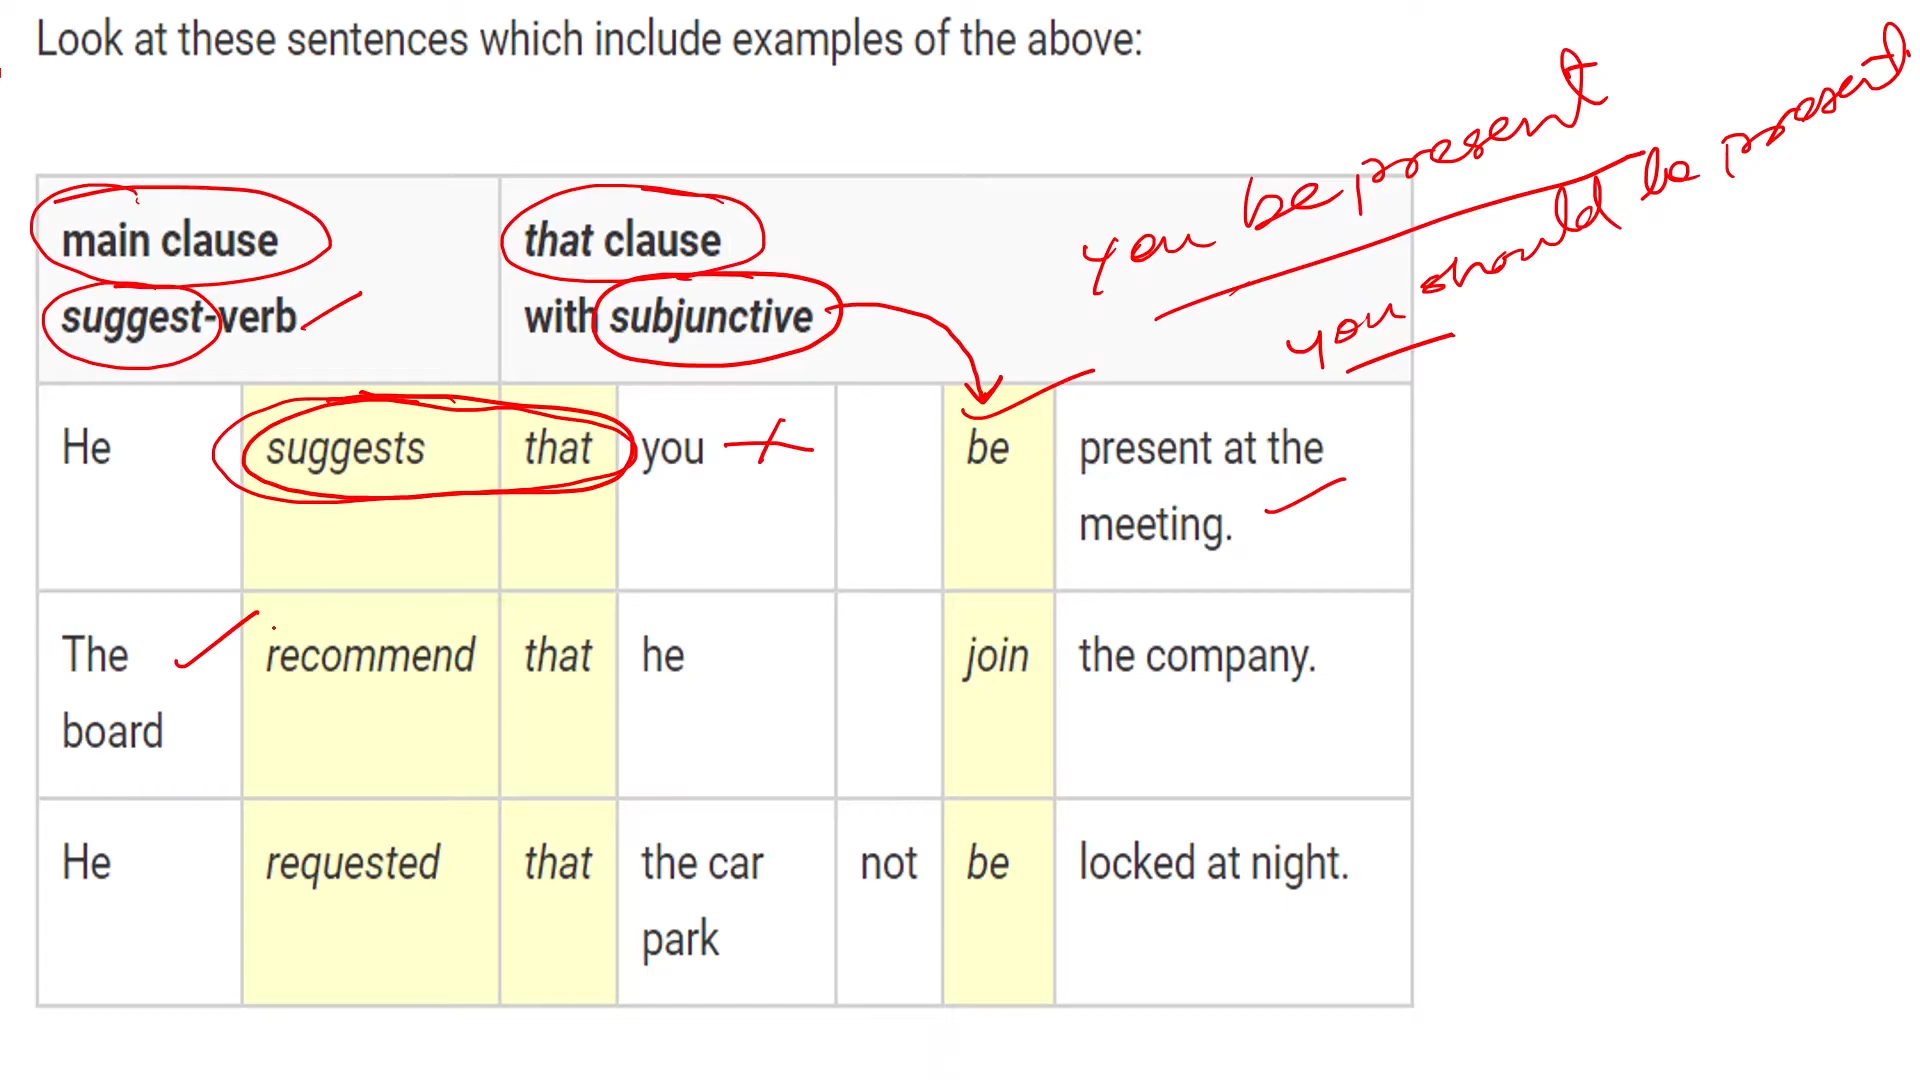 Look at these sentences which include examples of the above:
you be present
you should be present
main clause
suggest-verb
that clause
with subjunctive
He suggests that you be present at the
meeting.
The recommend that he join the company.
board
He requested that the car not be locked at night.
park